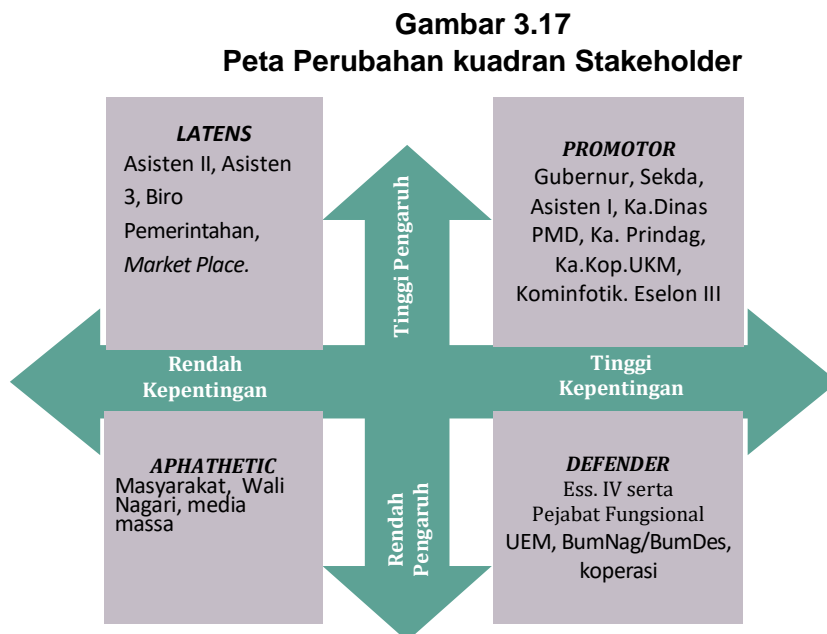 Gambar 3.17
Peta Perubahan kuadran Stakeholder
LATENS
Asisten II, Asisten
3, Biro
Pemerintahan,
Market Place.
PROMOTOR
Gubernur, Sekda,
Asisten I, Ka.Dinas
PMD, Ka. Prindag,
Ka.Kop.UKM,
Kominfotik. Eselon III
Tinggi Pengaruh
Rendah
Kepentingan
Tinggi
Kepentingan
APHATHETIC
Masyarakat, Wali
Nagari, media
massa
Rendah
Pengaruh
DEFENDER
Ess. IV serta
Pejabat Fungsional
UEM, BumNag/BumDes,
koperasi